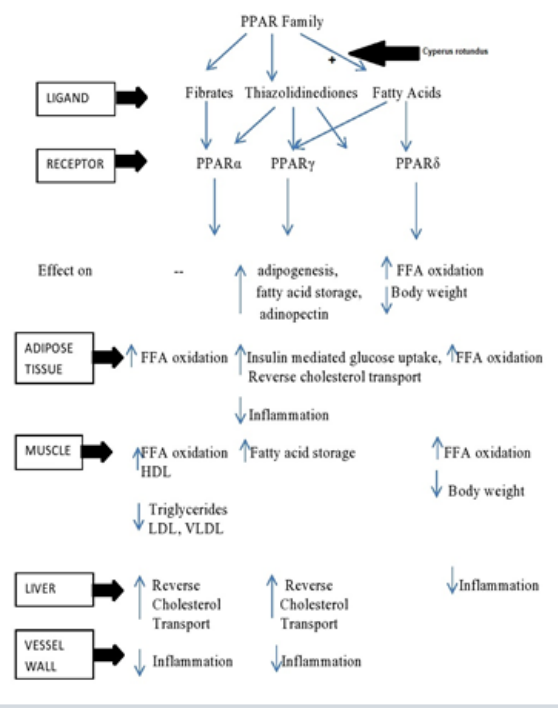 PPAR Family
+
Cyperus rotundus
LIGAND
Fibrates Thiazolidinediones Fatty Acids
RECEPTOR
PPARα PPARγ PPARδ
Effect on
--
adipogenesis,
fatty acid storage,
adinopectin
FFA oxidation
Body weight
ADIPOSE
TISSUE
FFA oxidation
Insulin mediated glucose uptake,
Reverse cholesterol transport
FFA oxidation
Inflammation
MUSCLE
FFA oxidation
HDL
Fatty acid storage
FFA oxidation
Body weight
Triglycerides
LDL, VLDL
LIVER
Reverse
Cholesterol
Transport
Reverse
Cholesterol
Transport
Inflammation
VESSEL
WALL
Inflammation
Inflammation